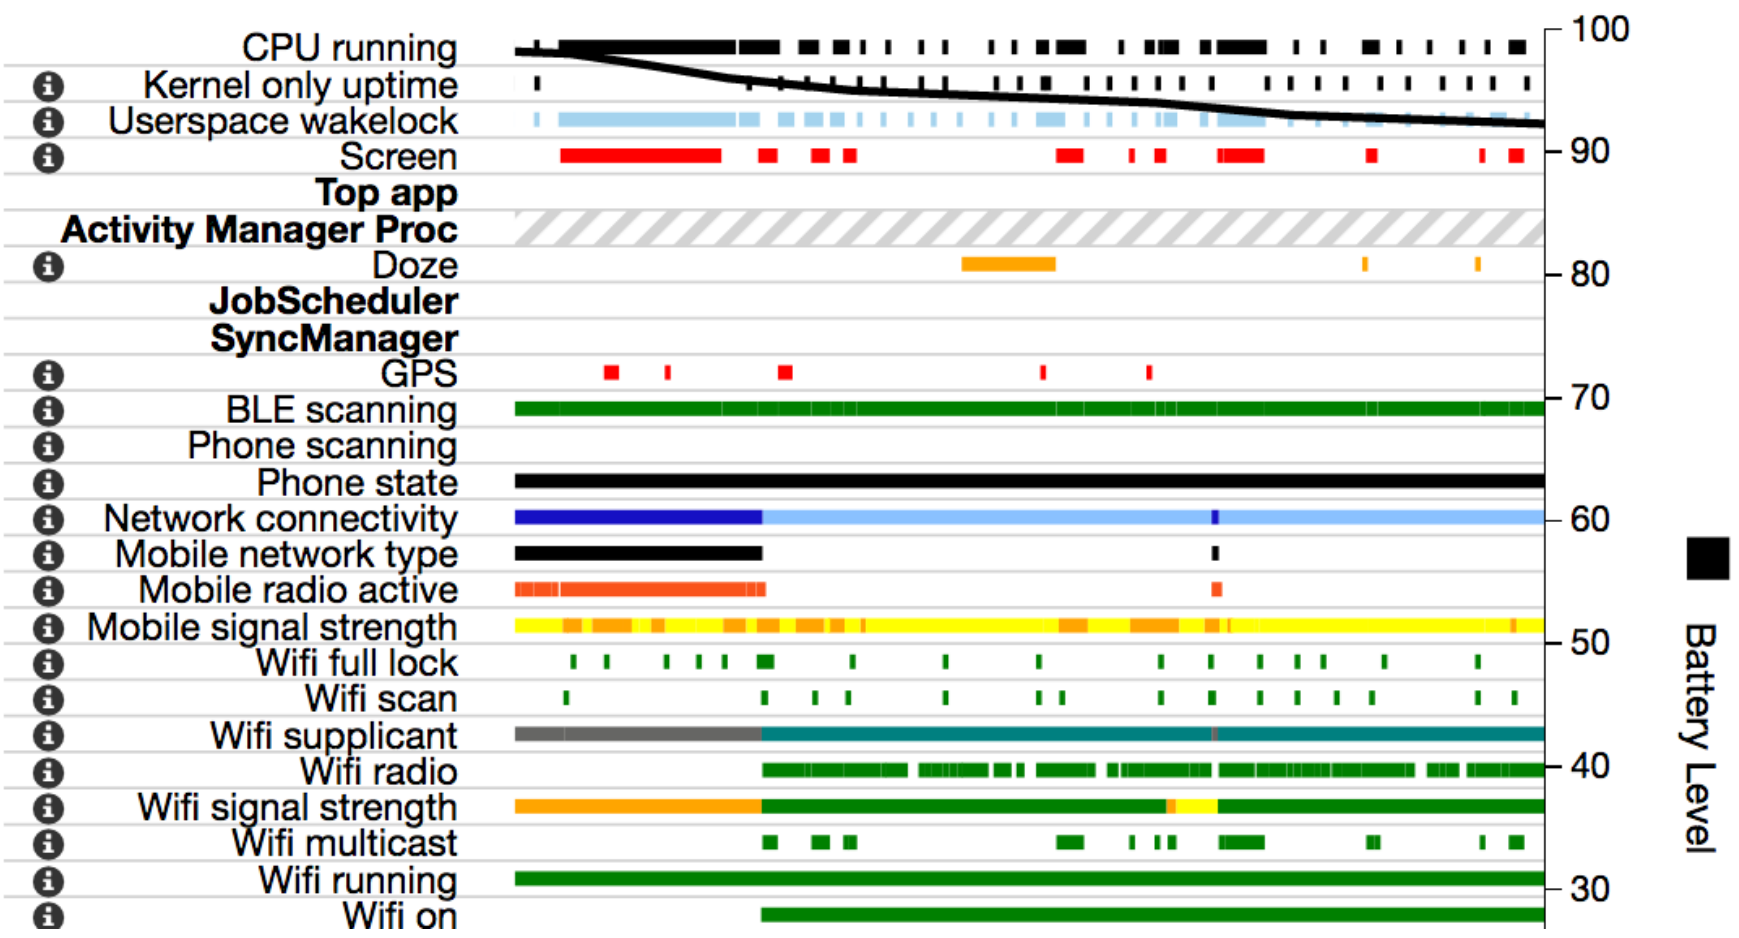 CPU running
Kernel only uptime
Userspace wakelock
Screen
Top app
Activity Manager Proc
Doze
JobScheduler
SyncManager
GPS
BLE scanning
Phone scanning
Phone state
Network connectivity
Mobile network type
Mobile radio active
Mobile signal strength
Wifi full lock
Wifi scan
Wifi supplicant
Wifi radio
Wifi signal strength
Wifi multicast
Wifi running
Wifi on
100
90
80
70
60
50
40
30
Battery Level